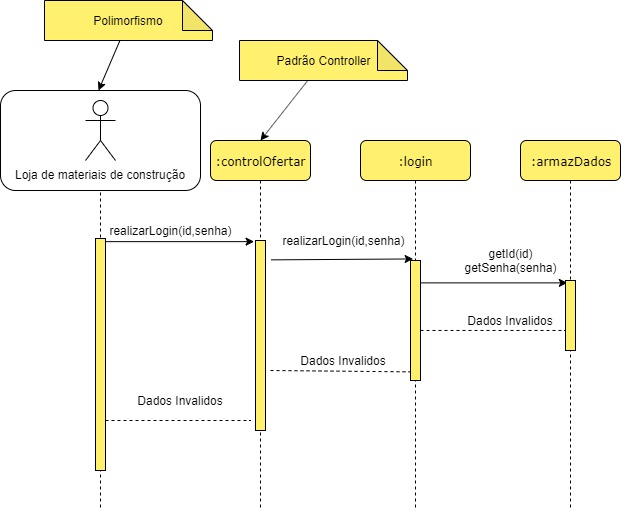 Polimorfismo
Padrão Controller
Loja de materiais de construção
:controlOfertar
:login
:armazDados
realizarLogin(id,senha)
realizarLogin(id,senha)
getId(id)
getSenha(senha)
Dados Invalidos
Dados Invalidos
Dados Invalidos